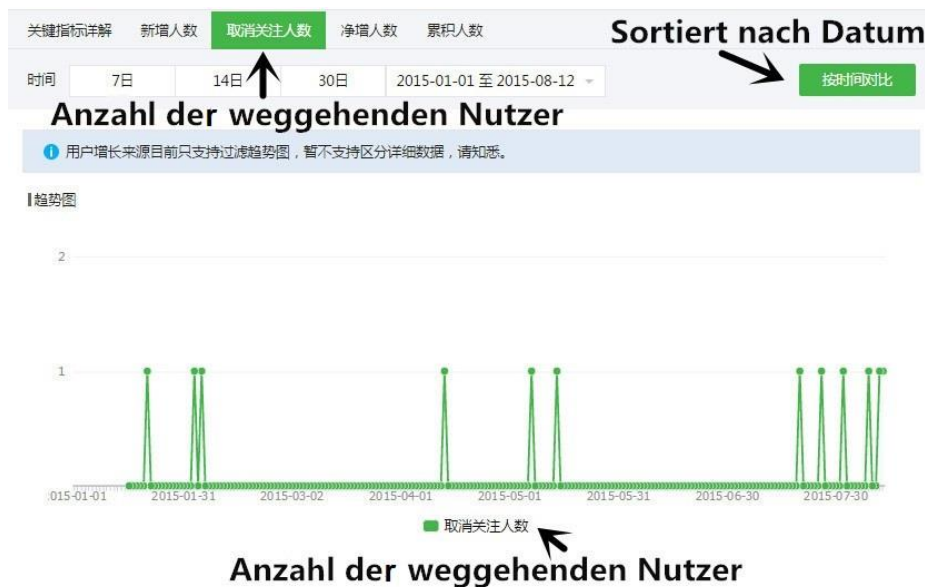 关键指标详解 新增人数 取消关注人数 净增人数 累积人数
Sortiert nach Datum
时间 7日 14日 30日 2015-01-01 至 2015-08-12 按时间对比
Anzahl der weggehenden Nutzer
用户增长来源目前只支持过滤趋势图，暂不支持区分详细数据，请知悉。
趋势图
2
1
015-01-01 2015-01-31 2015-03-02 2015-04-01 2015-05-01 2015-05-31 2015-06-30 2015-07-30
取消关注人数
Anzahl der weggehenden Nutzer